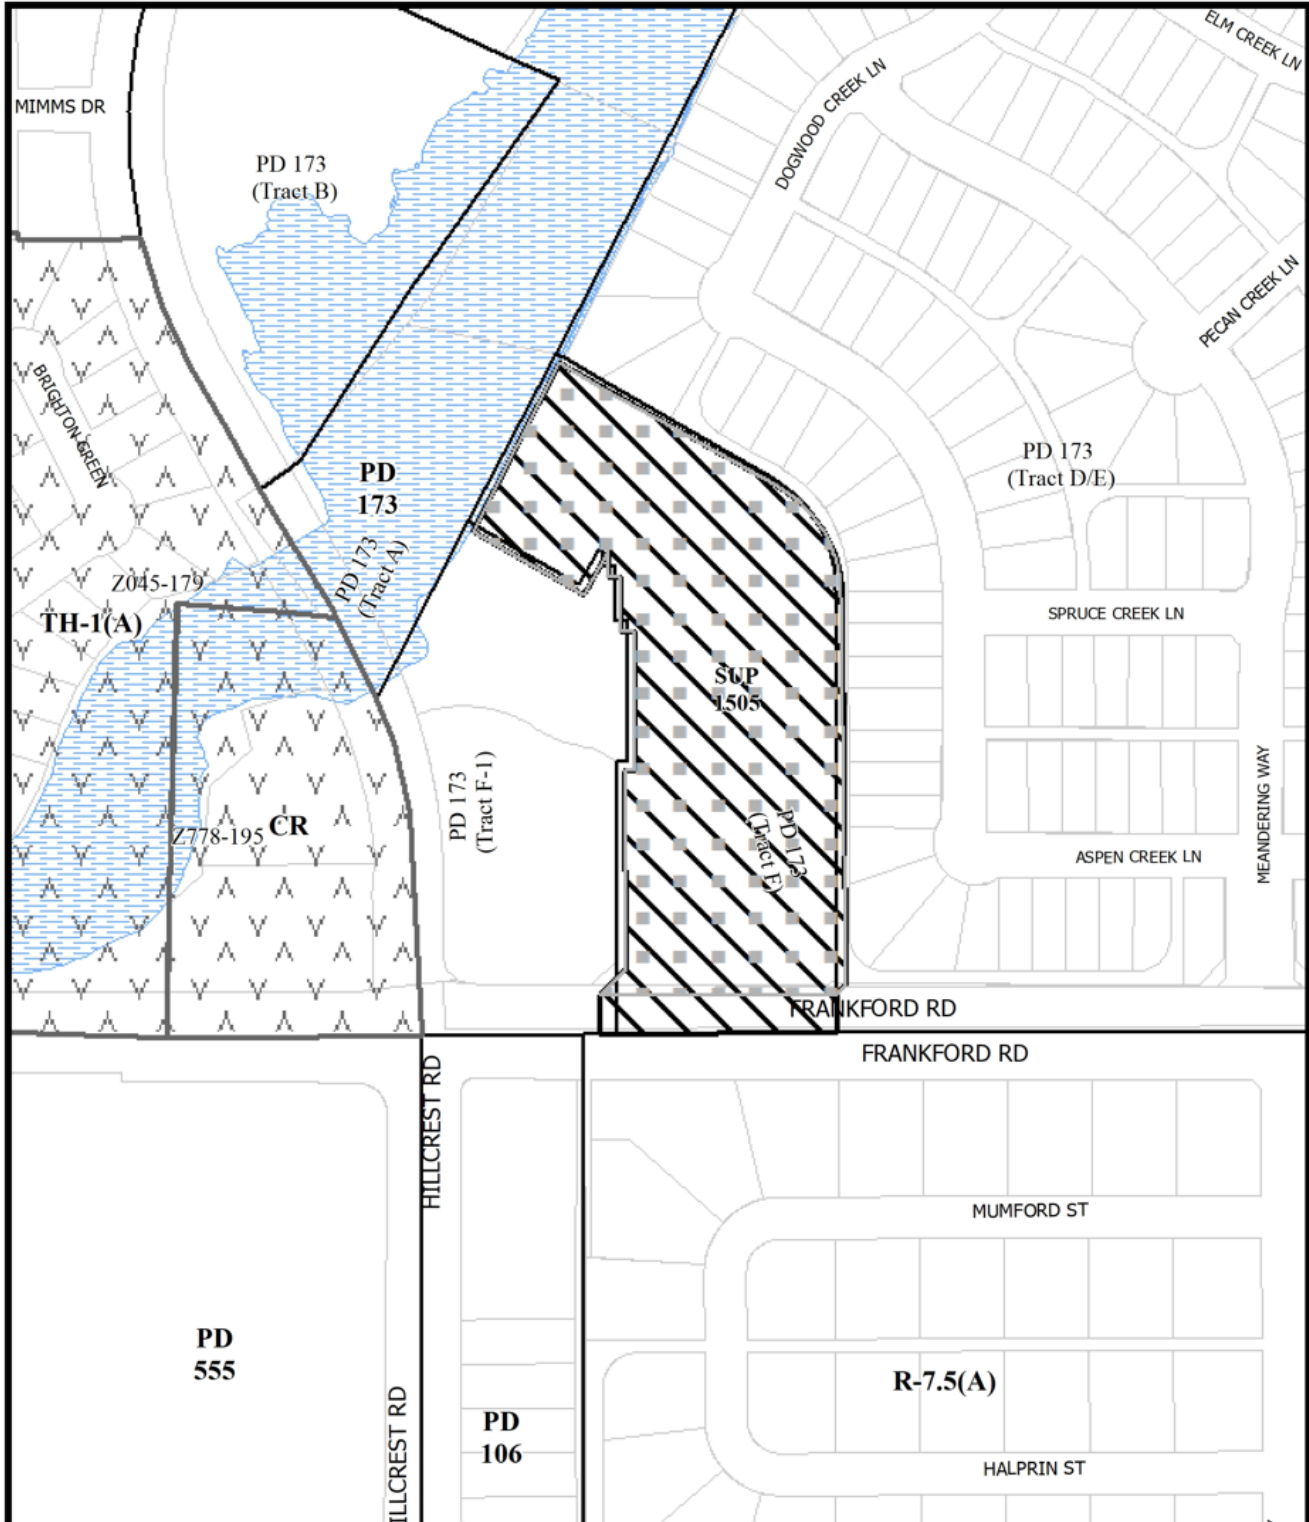 ELM CREEK LN
DOGWOOD CREEK LN
MIMMS DR
PD 173
(Tract B)
PECAN CREEK LN
BRIGHTON GREEN
PD 173
(Tract D/E)
PD
173
PD 173
(Tract A)
Z045-179
TH-1(A)
SPRUCE CREEK LN
SUP
1505
PD 173
(Tract F-1)
MEANDERING WAY
Z778-195
CR
PD 173
(Tract F)
ASPEN CREEK LN
FRANKFORD RD
FRANKFORD RD
HILLCREST RD
MUMFORD ST
PD
555
R-7.5(A)
PD
106
ILLCREST RD
HALPRIN ST